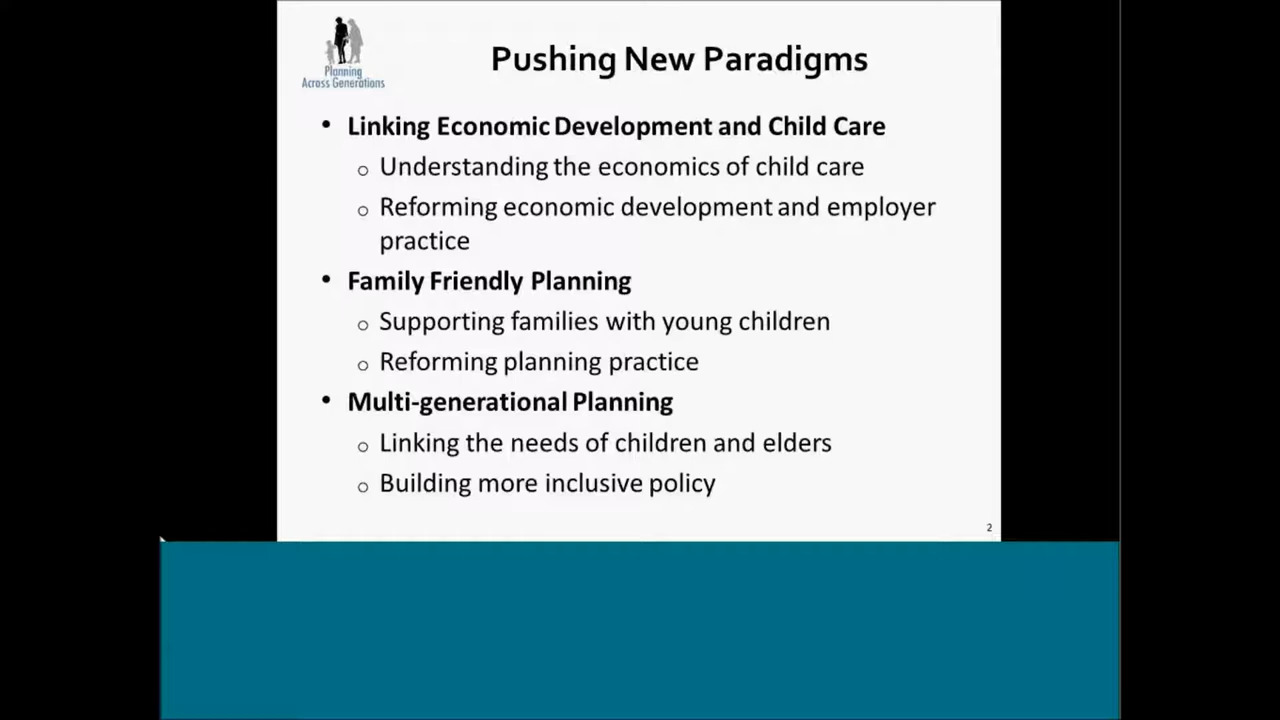 Planning
Across Generations
Pushing New Paradigms
• Linking Economic Development and Child Care
o Understanding the economics of child care
o Reforming economic development and employer
practice
• Family Friendly Planning
o Supporting families with young children
o Reforming planning practice
• Multi-generational Planning
o Linking the needs of children and elders
o Building more inclusive policy
2